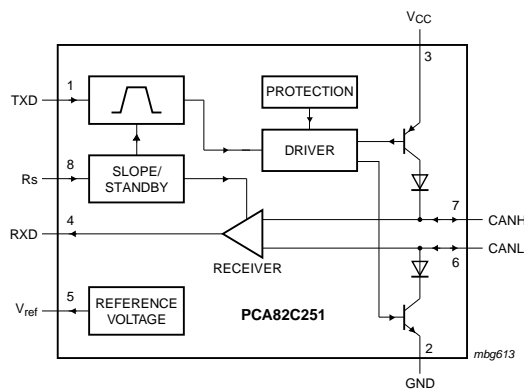 VCC
3
1
TXD
PROTECTION
DRIVER
8
Rs
SLOPE/
STANDBY
7
CANH
4
RXD
CANL
6
RECEIVER
5
Vref
REFERENCE
VOLTAGE
PCA82C251
2
mbg613
GND